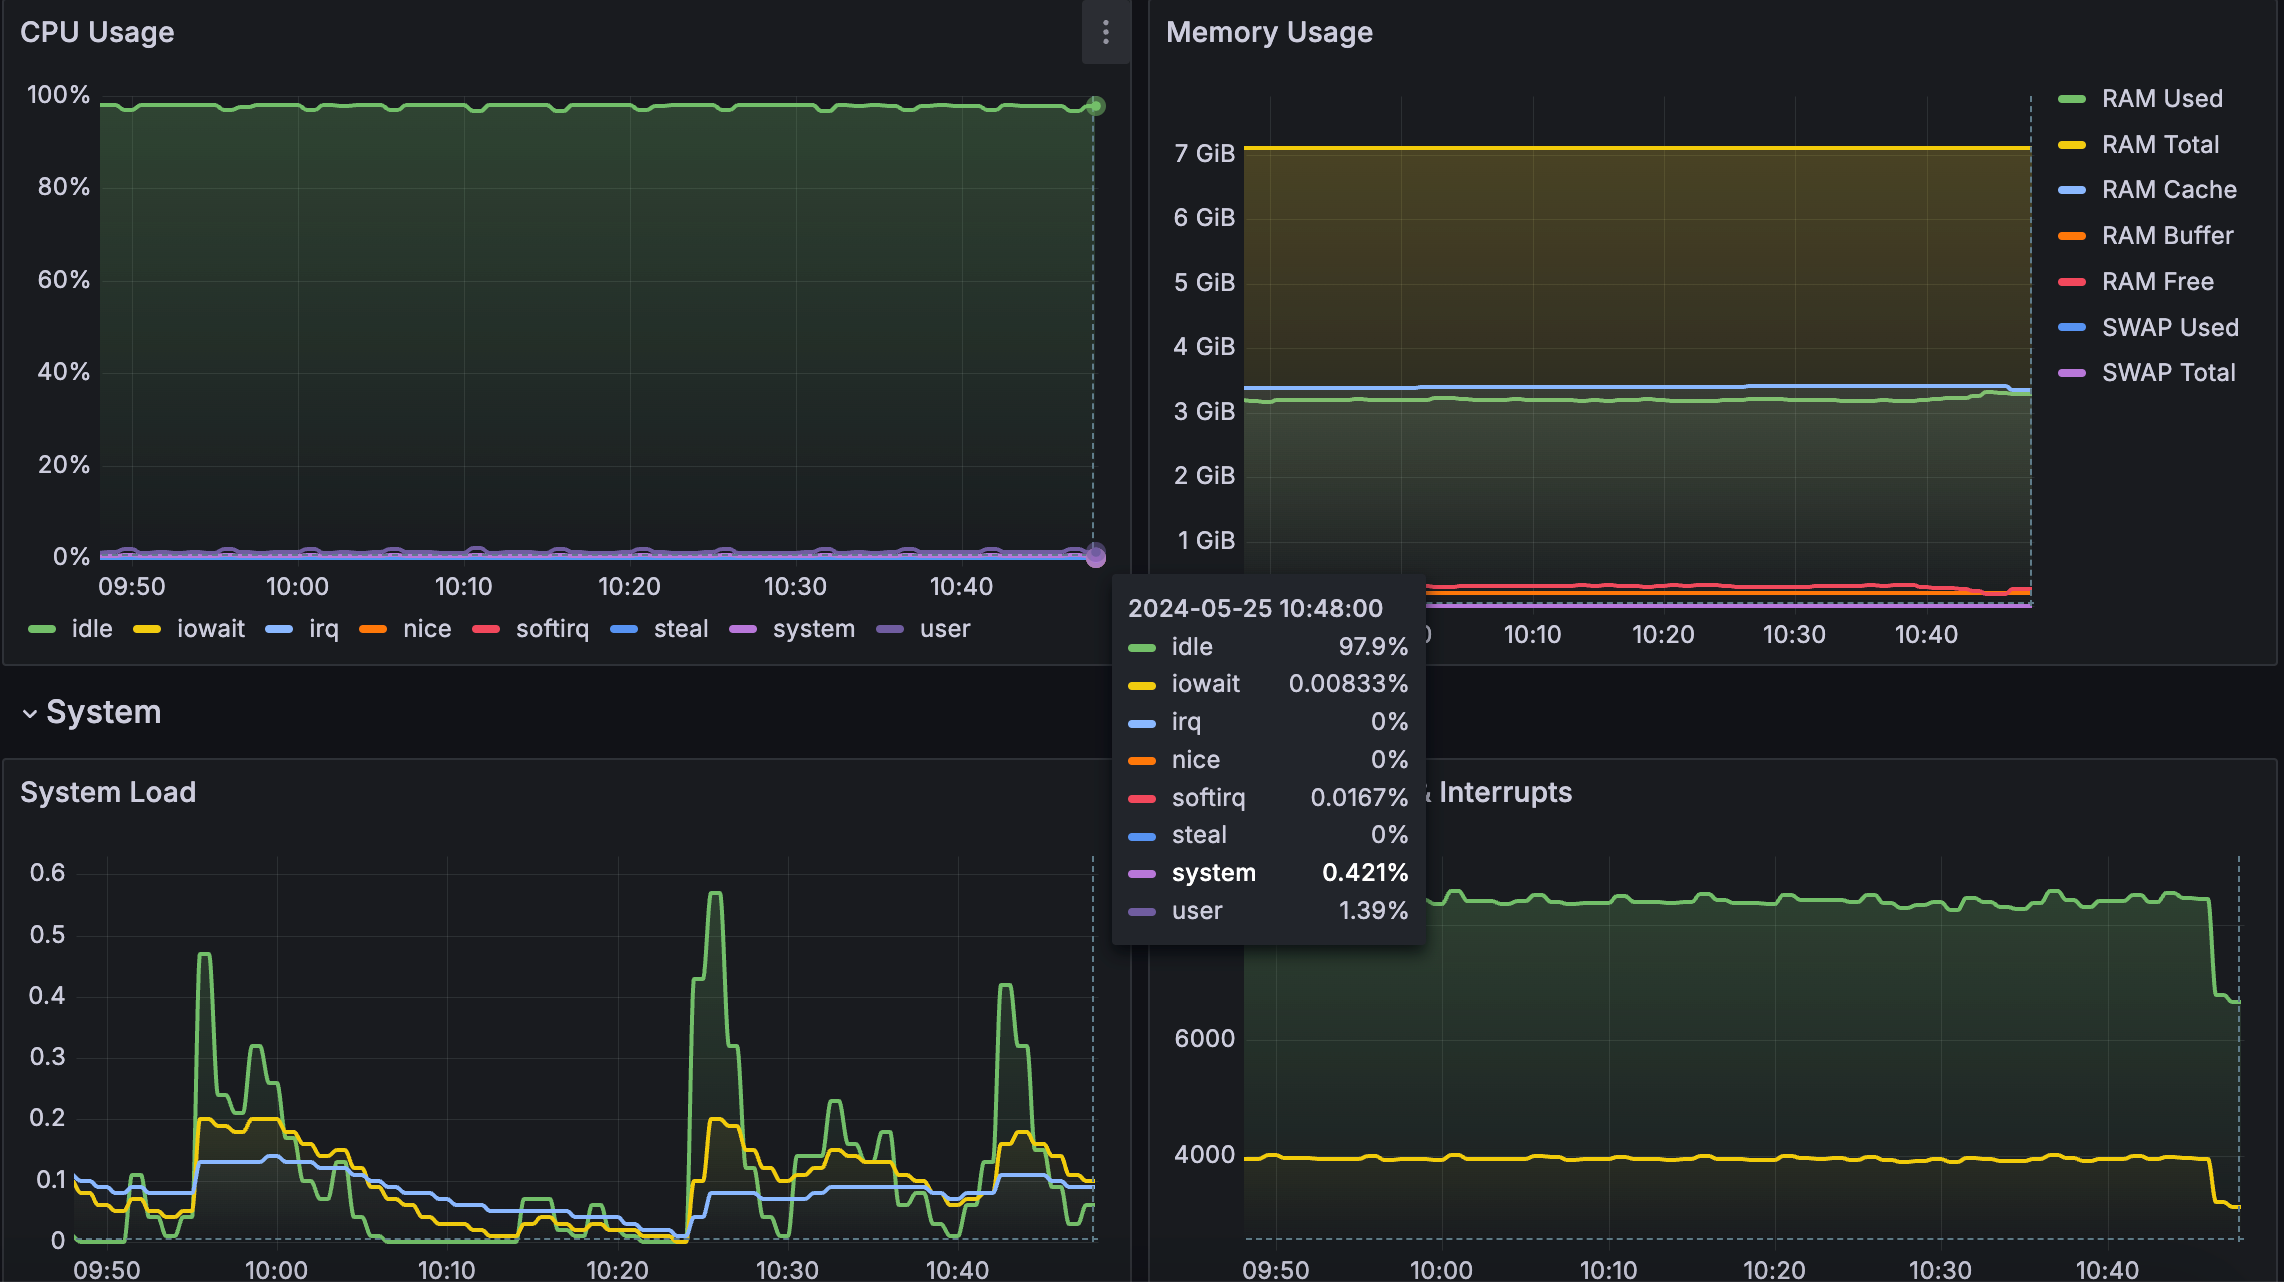 CPU Usage
100%
80%
60%
40%
20%
0%
09:50 10:00 10:10 10:20 10:30 10:40
idle iowait irq nice softirq steal system user
Memory Usage
7 GiB
6 GiB
5 GiB
4 GiB
3 GiB
2 GiB
1 GiB
10:10 10:20 10:30 10:40
RAM Used
RAM Total
RAM Cache
RAM Buffer
RAM Free
SWAP Used
SWAP Total
2024-05-25 10:48:00
idle 97.9%
iowait 0.00833%
irq 0%
nice 0%
softirq 0.0167%
steal 0%
system 0.421%
user 1.39%
System
System Load
0.6
0.5
0.4
0.3
0.2
0.1
0
09:50 10:00 10:10 10:20 10:30 10:40
& Interrupts
6000
4000
09:50 10:00 10:10 10:20 10:30 10:40